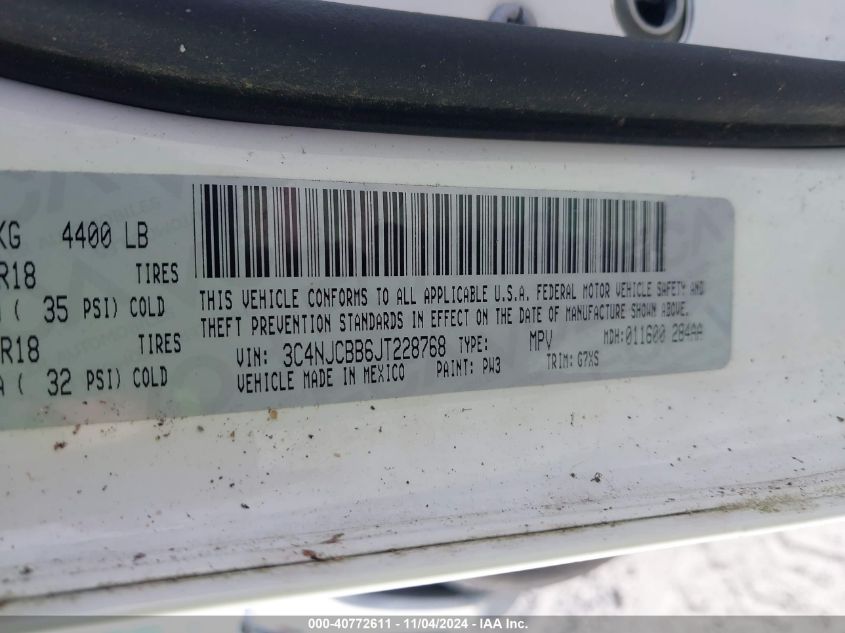 KG 4400 LB
R18 TIRES
( 35 PSI) COLD
R18 TIRES
( 32 PSI) COLD
THIS VEHICLE CONFORMS TO ALL APPLICABLE U.S.A. FEDERAL MOTOR VEHICLE SAFETY AND
THEFT PREVENTION STANDARDS IN EFFECT ON THE DATE OF MANUFACTURE SHOWN ABOVE.
VIN: 3C4NJCBB6JT228768 TYPE: MPV MDH:011600 284AA
VEHICLE MADE IN MEXICO PAINT: PW3 TRIM: G7XS
000-40772611 - 11/04/2024 - IAA Inc.